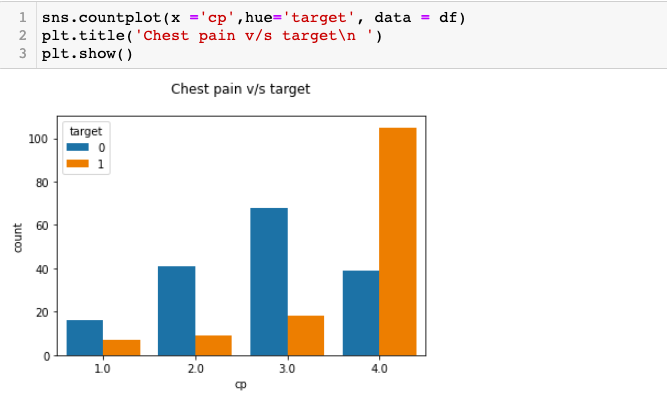 1 sns.countplot(x ='cp',hue='target', data = df)
2 plt.title('Chest pain v/s target\n ')
3 plt.show()
Chest pain v/s target
target
0
1
100
80
60
40
20
0
count
1.0 2.0 3.0 4.0
cp